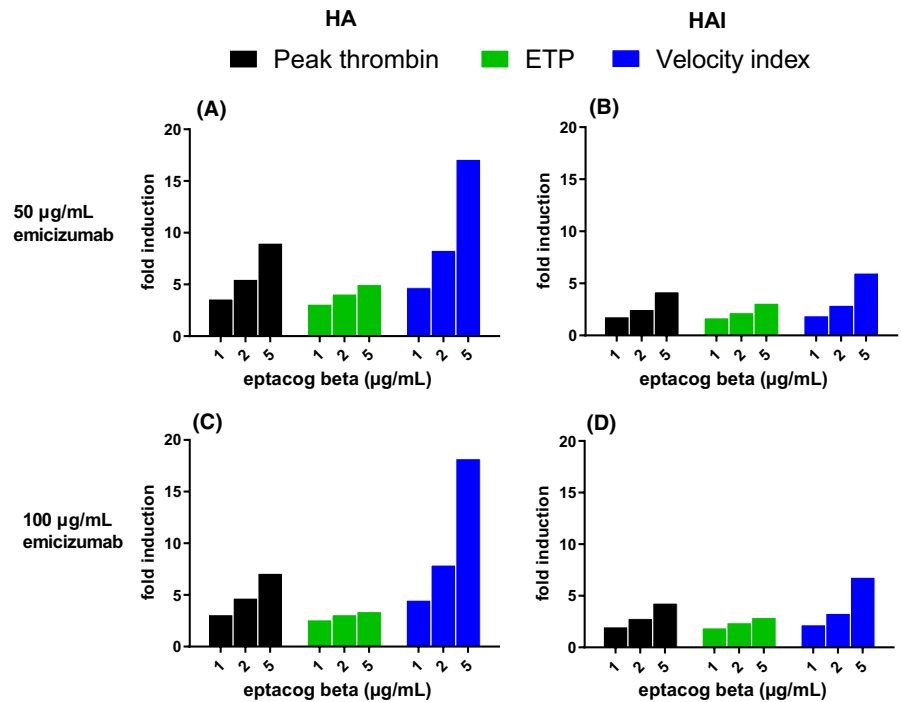 HA HAI
Peak thrombin ETP Velocity index
(A) (B)
50 µg/mL
emicizumab
fold induction
20
15
10
5
0
1 2 5 1 2 5 1 2 5
eptacog beta (µg/mL)
fold induction
20
15
10
5
0
1 2 5 1 2 5 1 2 5
eptacog beta (µg/mL)
(C) (D)
100 µg/mL
emicizumab
fold induction
20
15
10
5
0
1 2 5 1 2 5 1 2 5
eptacog beta (µg/mL)
fold induction
20
15
10
5
0
1 2 5 1 2 5 1 2 5
eptacog beta (µg/mL)